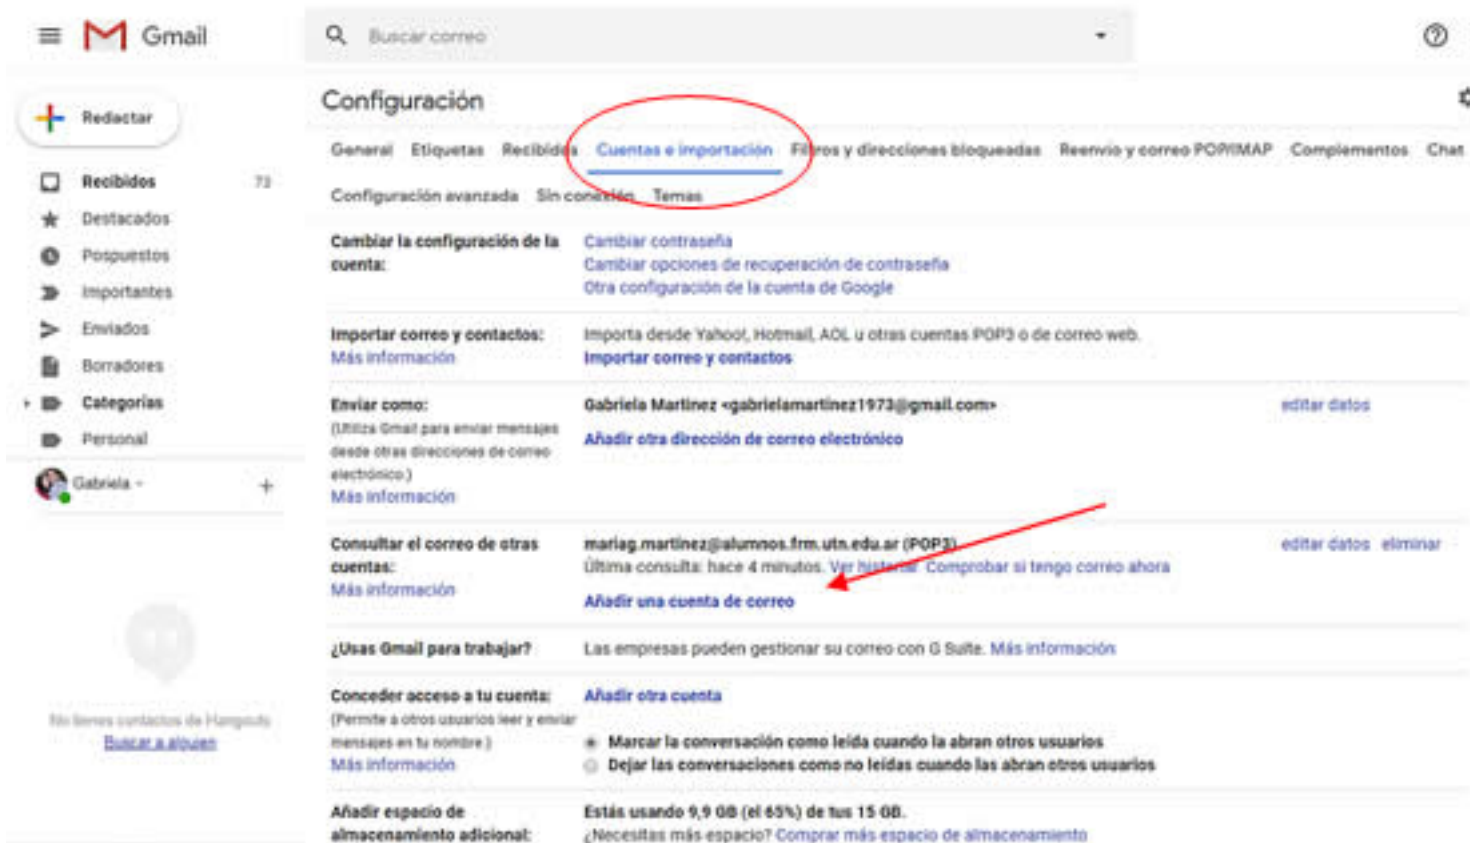 Gmail
Buscar correo
Redactar
Recibidos 73
Destacados
Pospuestos
Importantes
Enviados
Borradores
Categorías
Personal
Gabriela
No tienes contactos de Hangouts
Buscar a alguien
Configuración
General Etiquetas Recibidos Cuentas e importación Filtros y direcciones bloqueadas Reenvío y correo POP/IMAP Complementos Chat
Configuración avanzada Sin conexión Temas
Cambiar la configuración de la cuenta:
Cambiar contraseña
Cambiar opciones de recuperación de contraseña
Otra configuración de la cuenta de Google
Importar correo y contactos:
Más información
Importa desde Yahoo!, Hotmail, AOL u otras cuentas POP3 o de correo web.
Importar correo y contactos
Enviar como:
(Utiliza Gmail para enviar mensajes
desde otras direcciones de correo
electrónico.)
Más información
Gabriela Martinez <gabrielamartinez1973@gmail.com> editar datos
Añadir otra dirección de correo electrónico
Consultar el correo de otras
cuentas:
Más información
mariag.martinez@alumnos.frm.utn.edu.ar (POP3) editar datos eliminar
Última consulta: hace 4 minutos. Ver historial Comprobar si tengo correo ahora
Añadir una cuenta de correo
¿Usas Gmail para trabajar? Las empresas pueden gestionar su correo con G Suite. Más información
Conceder acceso a tu cuenta:
(Permite a otros usuarios leer y enviar
mensajes en tu nombre.)
Más información
Añadir otra cuenta
Marcar la conversación como leída cuando la abran otros usuarios
Dejar las conversaciones como no leídas cuando las abran otros usuarios
Añadir espacio de
almacenamiento adicional:
Estás usando 9,9 GB (el 65%) de tus 15 GB.
¿Necesitas más espacio? Comprar más espacio de almacenamiento